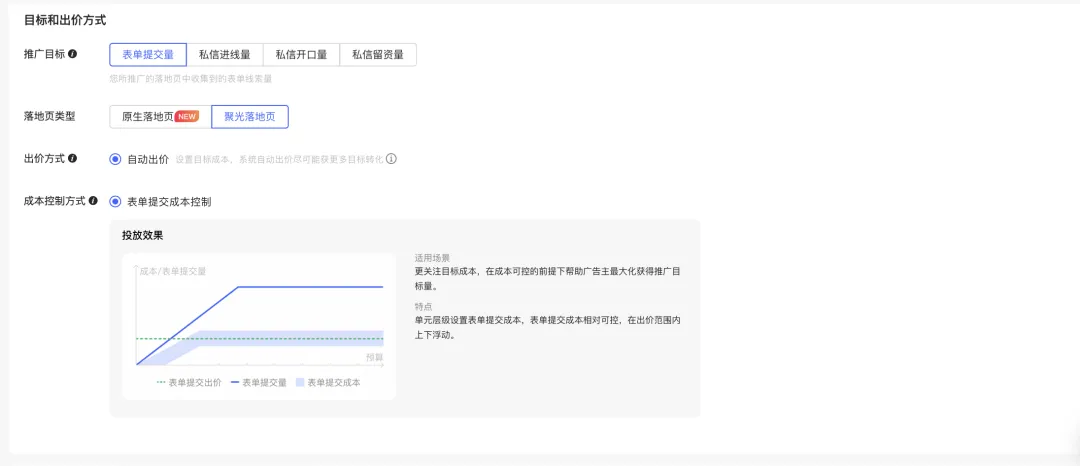 目标和出价方式
推广目标 表单提交量 私信进线量 私信开口量 私信留资量
您所推广的落地页中收集到的表单线索量
落地页类型 原生落地页 NEW 聚光落地页
出价方式 自动出价 设置目标成本，系统自动出价尽可能获更多目标转化
成本控制方式 表单提交成本控制
投放效果
成本/表单提交量
预算
表单提交出价 表单提交量 表单提交成本
适用场景
更关注目标成本，在成本可控的前提下帮助广告主最大化获得推广目
标量。
特点
单元层级设置表单提交成本，表单提交成本相对可控，在出价范围内
上下浮动。